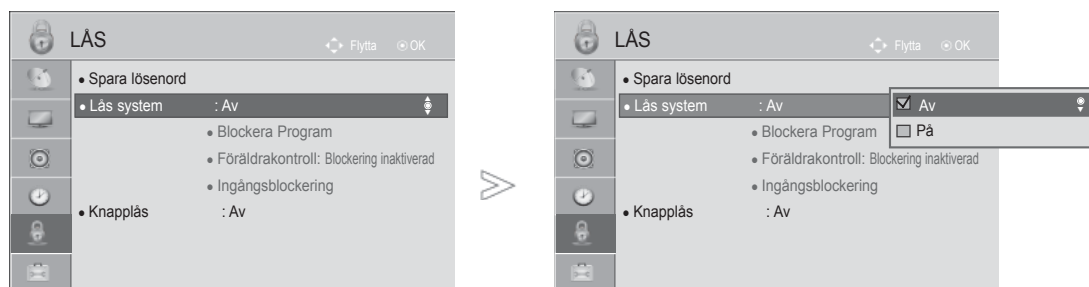 LÅS
Flytta OK
• Spara lösenord
• Lås system : Av
• Blockera Program
• Föräldrakontroll: Blockering inaktiverad
• Ingångsblockering
• Knapplås : Av
LÅS
Flytta OK
• Spara lösenord
• Lås system : Av
Av
På
• Blockera Program
• Föräldrakontroll: Blockering inaktiverad
• Ingångsblockering
• Knapplås : Av